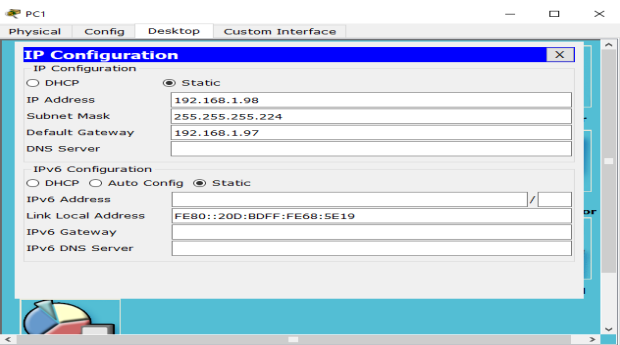 PC1
Physical Config Desktop Custom Interface
IP Configuration X
IP Configuration
DHCP Static
IP Address 192.168.1.98
Subnet Mask 255.255.255.224
Default Gateway 192.168.1.97
DNS Server
IPv6 Configuration
DHCP Auto Config Static
IPv6 Address /
Link Local Address FE80::20D:BDFF:FE68:5E19
IPv6 Gateway
IPv6 DNS Server